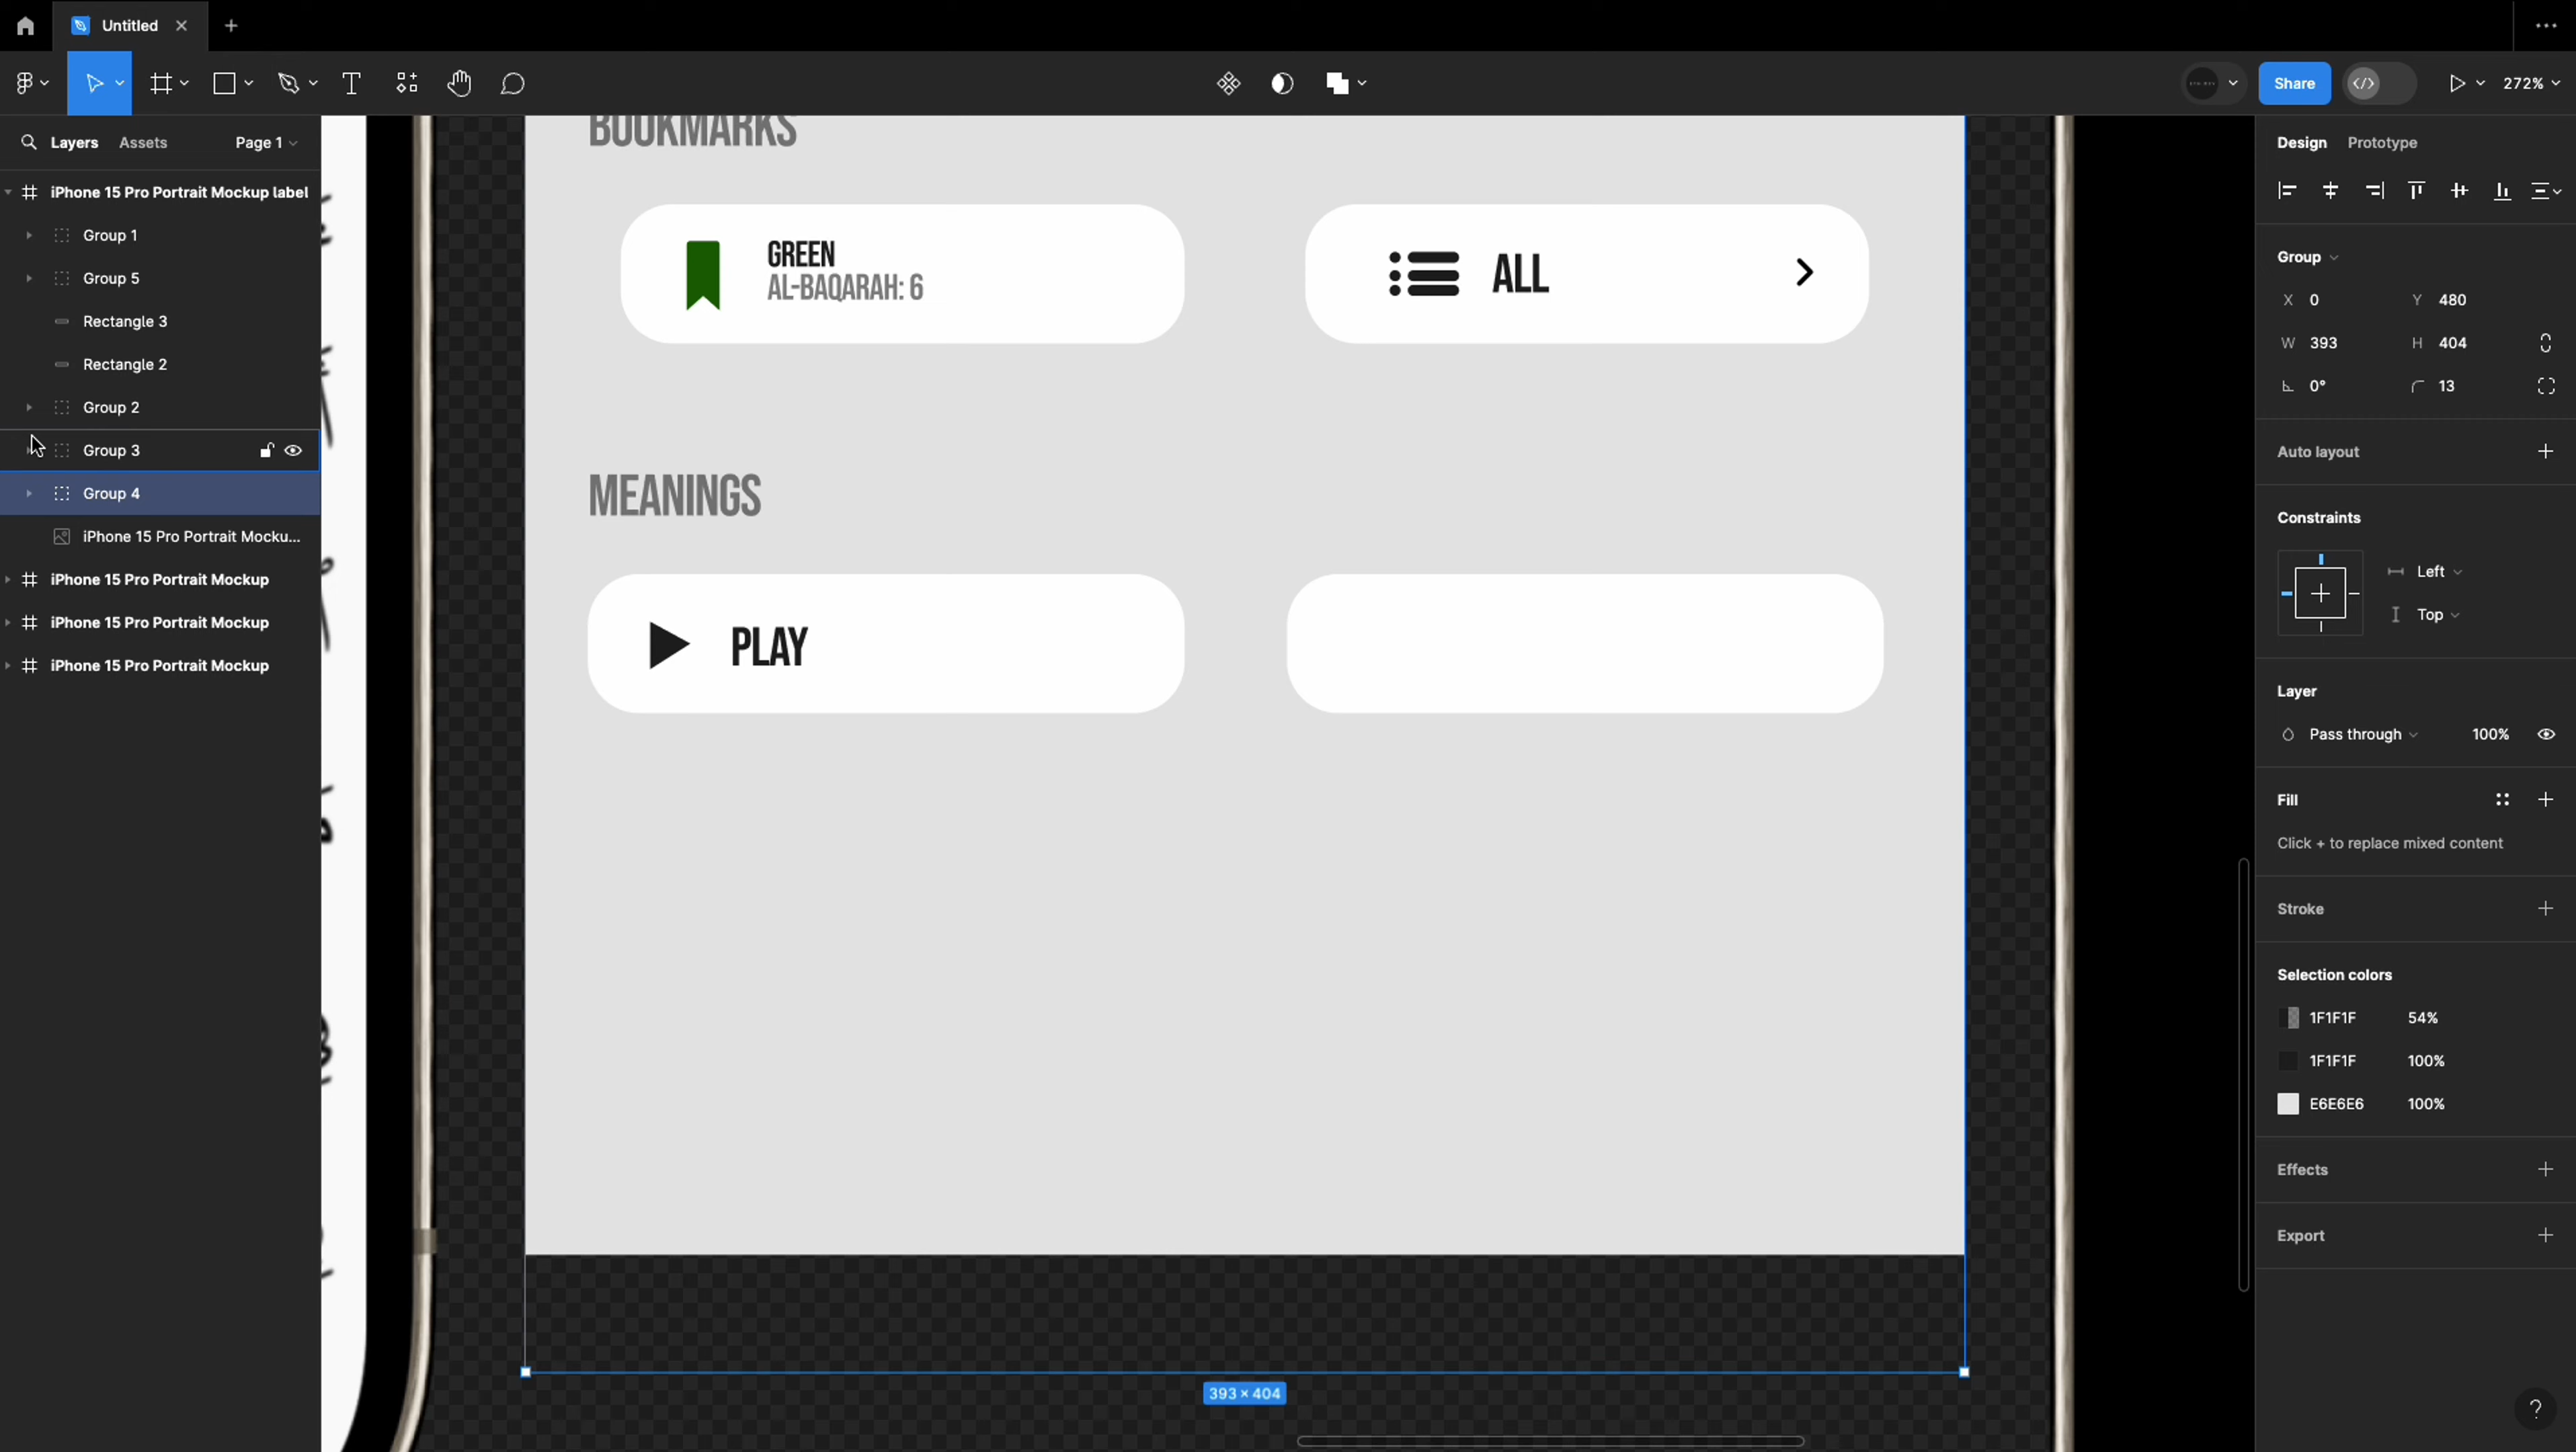 Untitled
Share
272%
Layers
Assets
Page 1
iPhone 15 Pro Portrait Mockup label
Group 1
Group 5
Rectangle 3
Rectangle 2
Group 2
Group 3
Group 4
iPhone 15 Pro Portrait Mocku...
iPhone 15 Pro Portrait Mockup
iPhone 15 Pro Portrait Mockup
iPhone 15 Pro Portrait Mockup
BOOKMARKS
GREEN
AL-BAQARAH: 6
ALL
MEANINGS
PLAY
393 × 404
Design
Prototype
Group
X 0
Y 480
W 393
H 404
0°
13
Auto layout
Constraints
Left
Top
Layer
Pass through
100%
Fill
Click + to replace mixed content
Stroke
Selection colors
1F1F1F 54%
1F1F1F 100%
E6E6E6 100%
Effects
Export
?